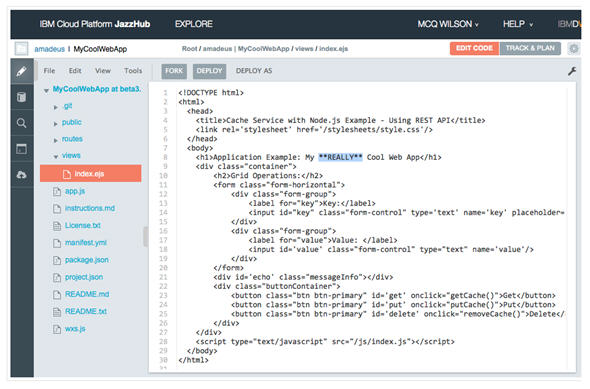 IBM Cloud Platform JazzHub EXPLORE MCQ WILSON HELP IBMD
amadeus | MyCoolWebApp Root / amadeus | MyCoolWebApp / views / index.ejs EDIT CODE TRACK & PLAN
File Edit View Tools FORK DEPLOY DEPLOY AS
MyCoolWebApp at beta3.
.git
public
routes
views
index.ejs
app.js
instructions.md
License.txt
manifest.yml
package.json
project.json
README.md
README.txt
wxs.js
1 <!DOCTYPE html>
2 <html>
3 <head>
4 <title>Cache Service with Node.js Example - Using REST API</title>
5 <link rel='stylesheet' href='/stylesheets/style.css'/>
6 </head>
7 <body>
8 <h1>Application Example: My **REALLY** Cool Web App</h1>
9 <div class="container">
10 <h2>Grid Operations:</h2>
11 <form class="form-horizontal">
12 <div class="form-group">
13 <label for="key">Key:</label>
14 <input id="key" class="form-control" type='text' name='key' placeholder=
15 </div>
16 <div class="form-group">
17 <label for="value">Value: </label>
18 <input id='value' class="form-control" type="text" name='value'/>
19 </div>
20 </form>
21 <div id='echo' class="messageInfo"></div>
22 <div class="buttonContainer">
23 <button class="btn btn-primary" id='get' onclick="getCache()">Get</button>
24 <button class="btn btn-primary" id='put' onclick="putCache()">Put</button>
25 <button class="btn btn-primary" id='delete' onclick="removeCache()">Delete</
26 </div>
27 </div>
28 <script type="text/javascript" src="/js/index.js"></script>
29 </body>
30 </html>
31